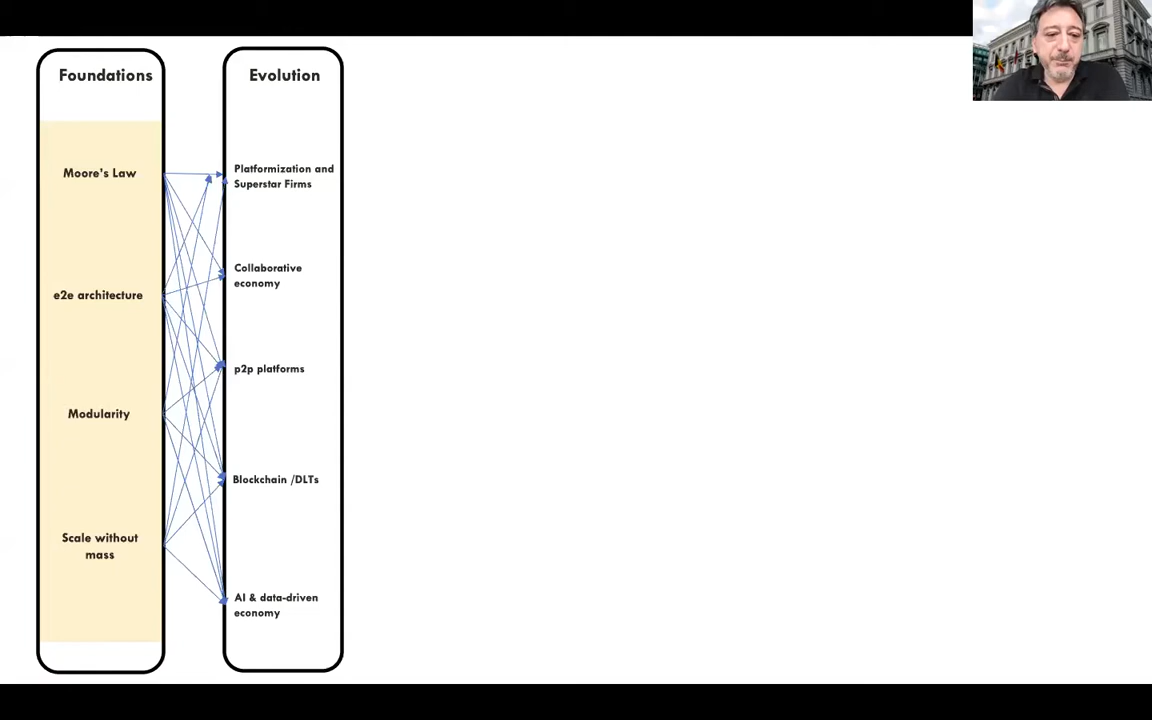 Foundations
Moore's Law
e2e architecture
Modularity
Scale without
mass
Evolution
Platformization and
Superstar Firms
Collaborative
economy
p2p platforms
Blockchain /DLTs
AI & data-driven
economy